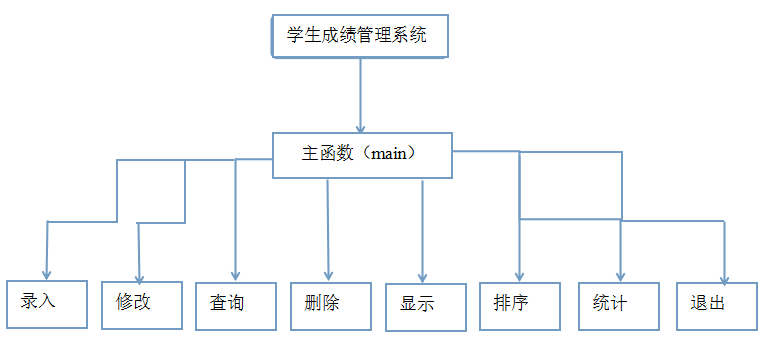 学生成绩管理系统
主函数（main）
录入
修改
查询
删除
显示
排序
统计
退出